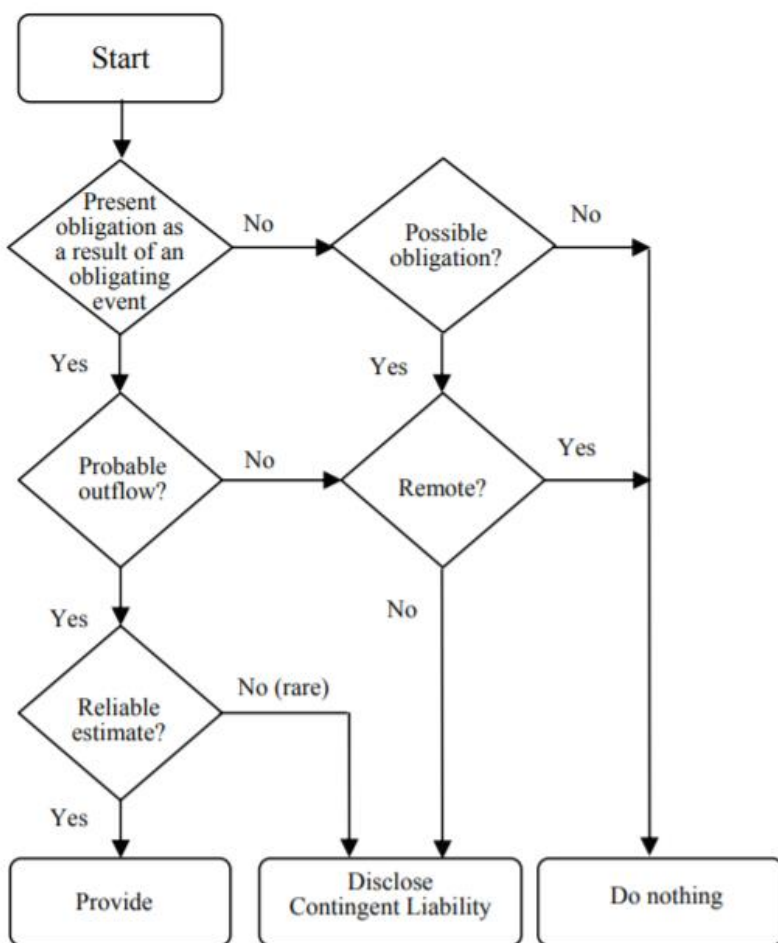 Start
Present
obligation as
a result of an
obligating
event
No
Possible
obligation?
No
Yes
Yes
Probable
outflow?
No
Remote?
Yes
Yes
No
Reliable
estimate?
No (rare)
Yes
Provide
Disclose
Contingent Liability
Do nothing